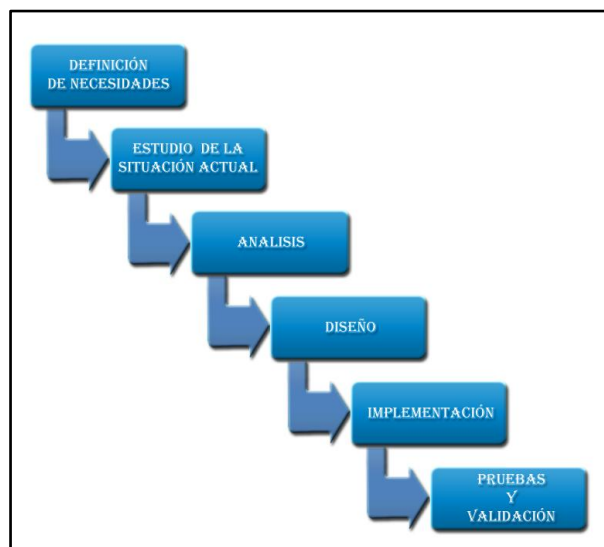 DEFINICIÓN
DE NECESIDADES
ESTUDIO DE LA
SITUACIÓN ACTUAL
ANALISIS
DISEÑO
IMPLEMENTACIÓN
PRUEBAS
Y
VALIDACIÓN